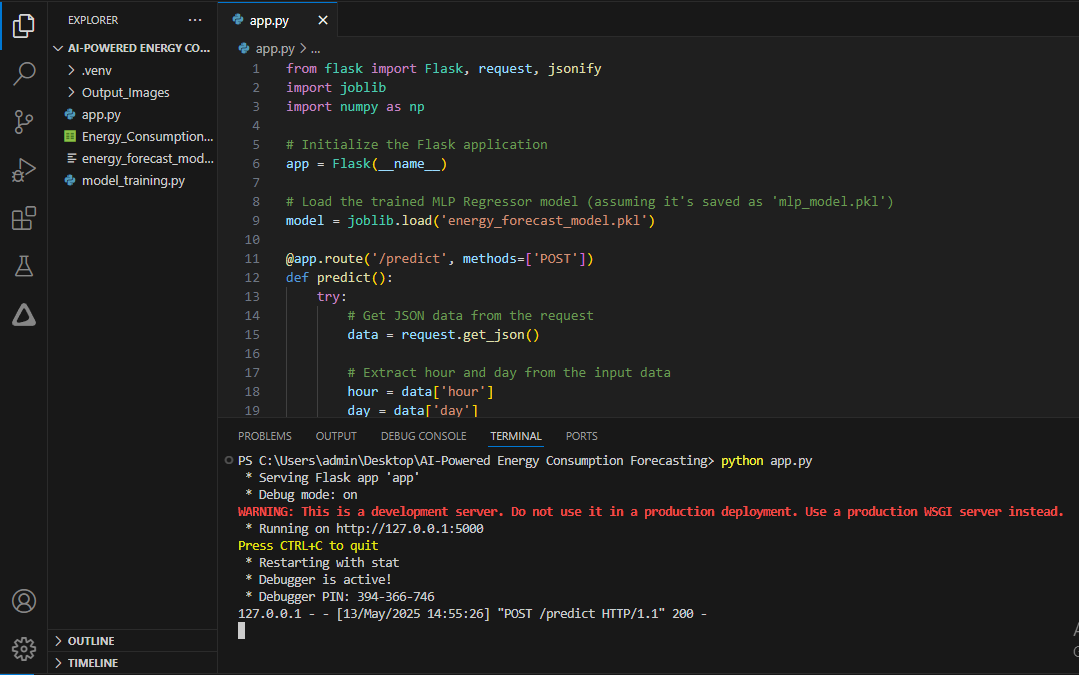 EXPLORER
···
AI-POWERED ENERGY CO...
.venv
Output_Images
app.py
Energy_Consumption...
energy_forecast_mod...
model_training.py
OUTLINE
TIMELINE
app.py
app.py > ...
1 from flask import Flask, request, jsonify
2 import joblib
3 import numpy as np
4
5 # Initialize the Flask application
6 app = Flask(__name__)
7
8 # Load the trained MLP Regressor model (assuming it's saved as 'mlp_model.pkl')
9 model = joblib.load('energy_forecast_model.pkl')
10
11 @app.route('/predict', methods=['POST'])
12 def predict():
13     try:
14         # Get JSON data from the request
15         data = request.get_json()
16
17         # Extract hour and day from the input data
18         hour = data['hour']
19         day = data['day']
PROBLEMS OUTPUT DEBUG CONSOLE TERMINAL PORTS
PS C:\Users\admin\Desktop\AI-Powered Energy Consumption Forecasting> python app.py
 * Serving Flask app 'app'
 * Debug mode: on
WARNING: This is a development server. Do not use it in a production deployment. Use a production WSGI server instead.
 * Running on http://127.0.0.1:5000
Press CTRL+C to quit
 * Restarting with stat
 * Debugger is active!
 * Debugger PIN: 394-366-746
127.0.0.1 - - [13/May/2025 14:55:26] "POST /predict HTTP/1.1" 200 -